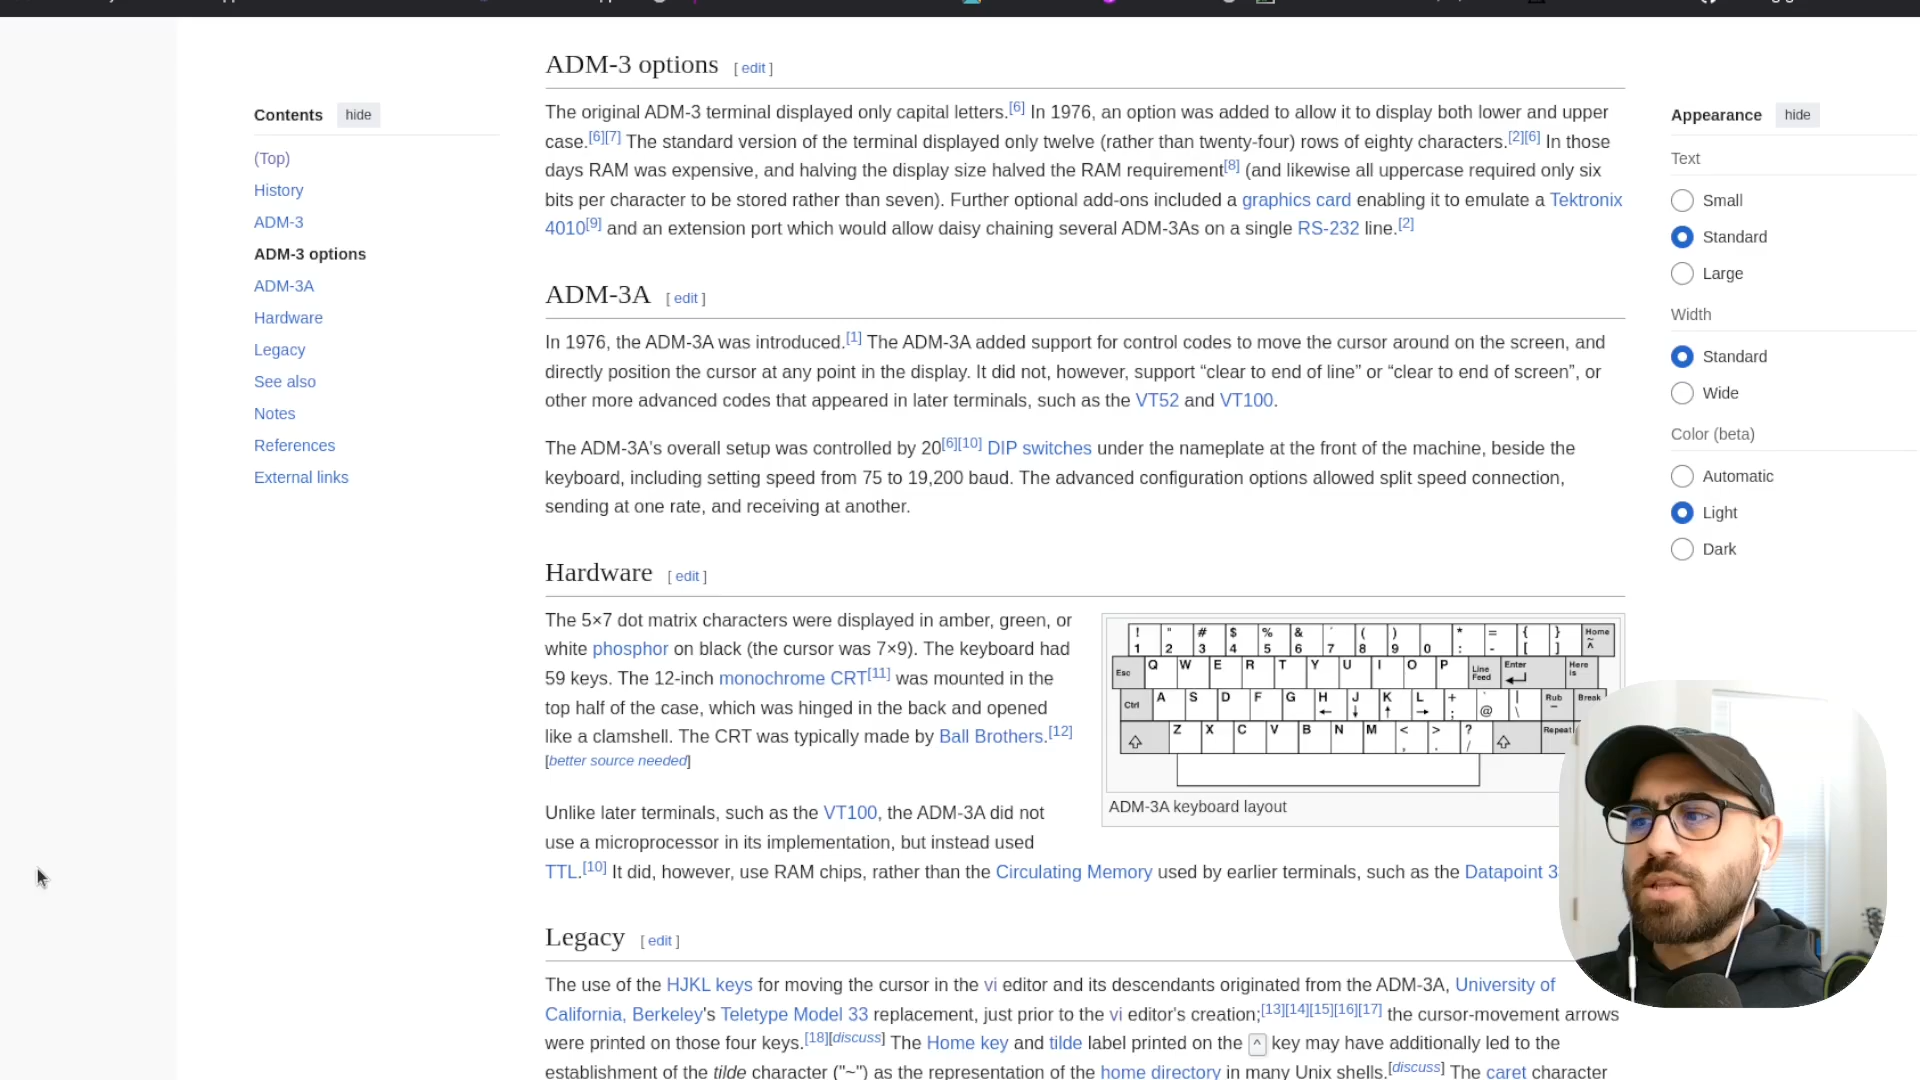 Contents hide
(Top)
History
ADM-3
ADM-3 options
ADM-3A
Hardware
Legacy
See also
Notes
References
External links
ADM-3 options [ edit ]
The original ADM-3 terminal displayed only capital letters.[6] In 1976, an option was added to allow it to display both lower and upper
case.[6][7] The standard version of the terminal displayed only twelve (rather than twenty-four) rows of eighty characters.[2][6] In those
days RAM was expensive, and halving the display size halved the RAM requirement[8] (and likewise all uppercase required only six
bits per character to be stored rather than seven). Further optional add-ons included a graphics card enabling it to emulate a Tektronix
4010[9] and an extension port which would allow daisy chaining several ADM-3As on a single RS-232 line.[2]
ADM-3A [ edit ]
In 1976, the ADM-3A was introduced.[1] The ADM-3A added support for control codes to move the cursor around on the screen, and
directly position the cursor at any point in the display. It did not, however, support “clear to end of line” or “clear to end of screen”, or
other more advanced codes that appeared in later terminals, such as the VT52 and VT100.
The ADM-3A's overall setup was controlled by 20[6][10] DIP switches under the nameplate at the front of the machine, beside the
keyboard, including setting speed from 75 to 19,200 baud. The advanced configuration options allowed split speed connection,
sending at one rate, and receiving at another.
Hardware [ edit ]
The 5×7 dot matrix characters were displayed in amber, green, or
white phosphor on black (the cursor was 7×9). The keyboard had
59 keys. The 12-inch monochrome CRT[11] was mounted in the
top half of the case, which was hinged in the back and opened
like a clamshell. The CRT was typically made by Ball Brothers.[12]
[better source needed]
Unlike later terminals, such as the VT100, the ADM-3A did not
use a microprocessor in its implementation, but instead used
TTL.[10] It did, however, use RAM chips, rather than the Circulating Memory used by earlier terminals, such as the Datapoint 3
! " # $ % & ' ( ) * = { } Home
1 2 3 4 5 6 7 8 9 0 : - [ ] ~ ^
Esc Q W E R T Y U I O P Line Feed Enter Here is
Ctrl A S D F G H J K L + ; ` @ | \ Rub Break
← ↓ ↑ →
Z X C V B N M < , > . ? / Repeat
ADM-3A keyboard layout
Legacy [ edit ]
The use of the HJKL keys for moving the cursor in the vi editor and its descendants originated from the ADM-3A, University of
California, Berkeley's Teletype Model 33 replacement, just prior to the vi editor's creation;[13][14][15][16][17] the cursor-movement arrows
were printed on those four keys.[18][discuss] The Home key and tilde label printed on the ^ key may have additionally led to the
establishment of the tilde character ("~") as the representation of the home directory in many Unix shells.[discuss] The caret character
Appearance hide
Text
Small
Standard
Large
Width
Standard
Wide
Color (beta)
Automatic
Light
Dark